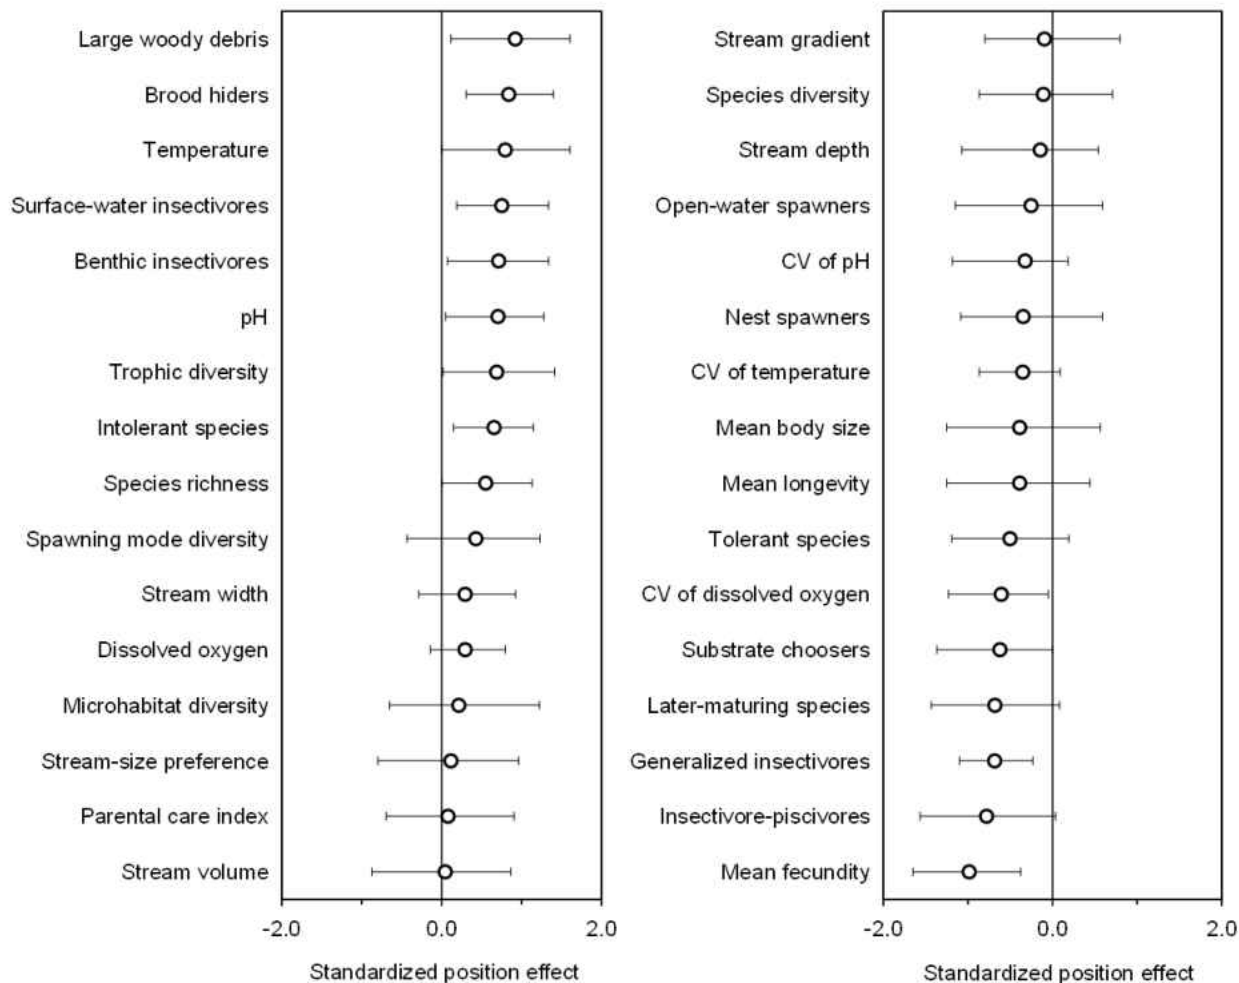 Large woody debris
Brood hiders
Temperature
Surface-water insectivores
Benthic insectivores
pH
Trophic diversity
Intolerant species
Species richness
Spawning mode diversity
Stream width
Dissolved oxygen
Microhabitat diversity
Stream-size preference
Parental care index
Stream volume
-2.0 0.0 2.0
Standardized position effect
Stream gradient
Species diversity
Stream depth
Open-water spawners
CV of pH
Nest spawners
CV of temperature
Mean body size
Mean longevity
Tolerant species
CV of dissolved oxygen
Substrate choosers
Later-maturing species
Generalized insectivores
Insectivore-piscivores
Mean fecundity
-2.0 0.0 2.0
Standardized position effect